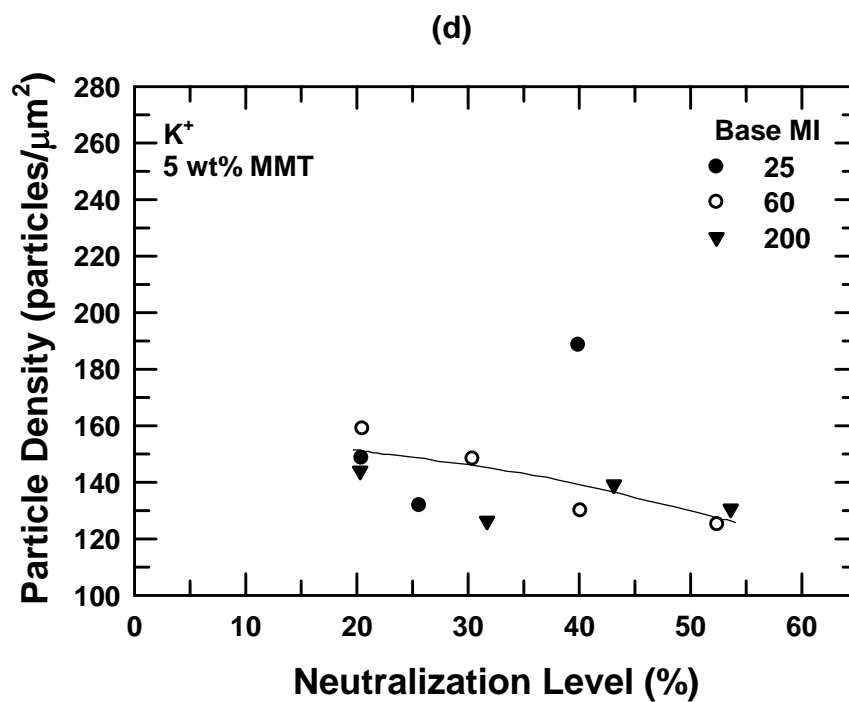 (d)
Particle Density (particles/μm²)
280
260
240
220
200
180
160
140
120
100
K⁺
5 wt% MMT
Base MI
25
60
200
0 10 20 30 40 50 60
Neutralization Level (%)